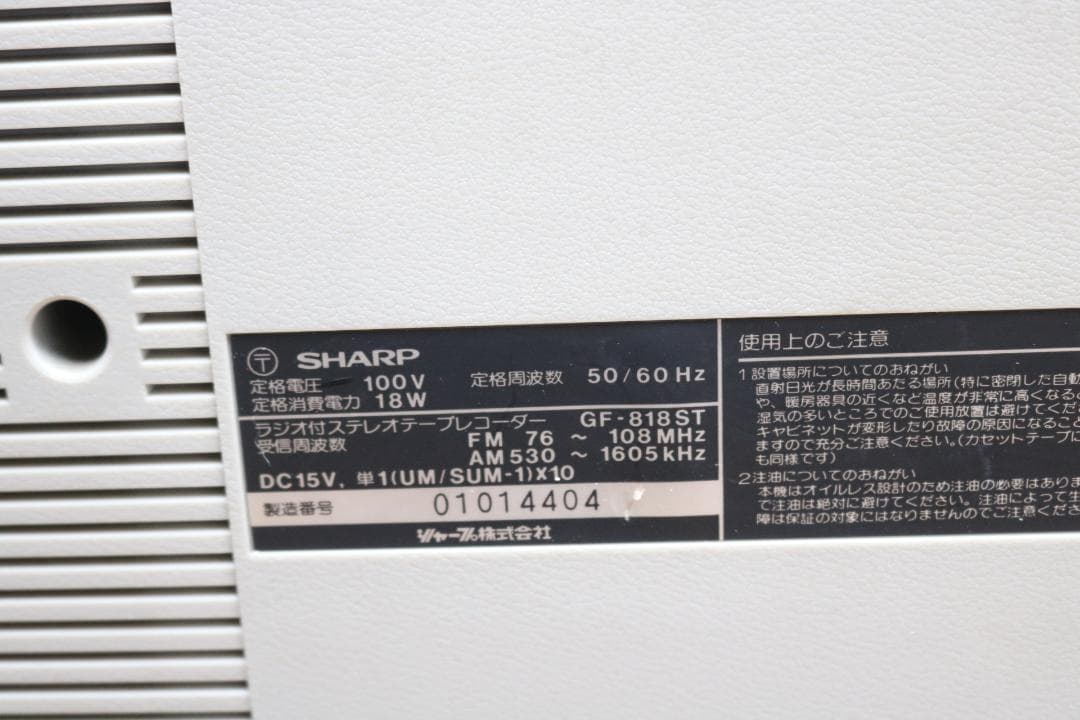 〒 SHARP
定格電圧 100V 定格周波数 50/60Hz
定格消費電力 18W
ラジオ付ステレオテープレコーダー GF-818ST
受信周波数 FM 76 ～ 108MHz
AM 530 ～ 1605kHz
DC15V, 単1(UM/SUM-1)X10
製造番号 01014404
シャープ株式会社
使用上のご注意
1 設置場所についてのおねがい
直射日光が長時間あたる場所(特に密閉した自動
や、暖房器具の近くなど温度が非常に高くなると
湿気の多いところでのご使用放置は避けてくだ
キャビネットが変形したり故障の原因になること
ますので充分ご注意ください。(カセットテープに
も同様です)
2 注油についてのおねがい
本機はオイルレス設計のため注油の必要はありま
で注油は絶対に避けてください。注油によって生
障は保証の対象にはなりませんのでご注意くださ